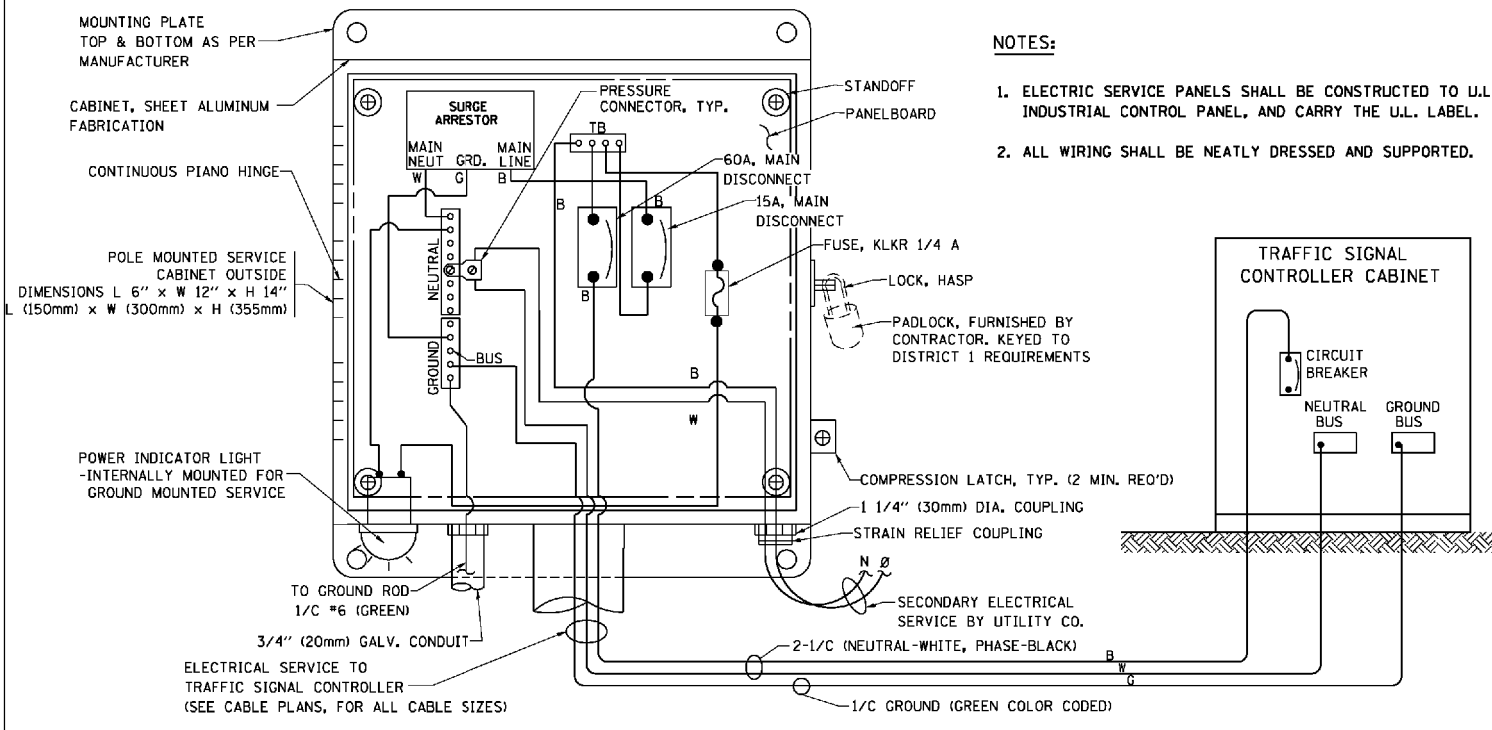 MOUNTING PLATE
TOP & BOTTOM AS PER
MANUFACTURER
CABINET, SHEET ALUMINUM
FABRICATION
CONTINUOUS PIANO HINGE
POLE MOUNTED SERVICE
CABINET OUTSIDE
DIMENSIONS L 6" x W 12" x H 14"
L (150mm) x W (300mm) x H (355mm)
POWER INDICATOR LIGHT
-INTERNALLY MOUNTED FOR
GROUND MOUNTED SERVICE
SURGE
ARRESTOR
MAIN
NEUT
GRD.
MAIN
LINE
W
G
B
PRESSURE
CONNECTOR, TYP.
TB
NEUTRAL
GROUND
BUS
B
B
B
B
W
STANDOFF
PANELBOARD
60A, MAIN
DISCONNECT
15A, MAIN
DISCONNECT
FUSE, KLKR 1/4 A
LOCK, HASP
PADLOCK, FURNISHED BY
CONTRACTOR. KEYED TO
DISTRICT 1 REQUIREMENTS
COMPRESSION LATCH, TYP. (2 MIN. REQ'D)
1 1/4" (30mm) DIA. COUPLING
STRAIN RELIEF COUPLING
N Ø
SECONDARY ELECTRICAL
SERVICE BY UTILITY CO.
TO GROUND ROD
1/C #6 (GREEN)
3/4" (20mm) GALV. CONDUIT
ELECTRICAL SERVICE TO
TRAFFIC SIGNAL CONTROLLER
(SEE CABLE PLANS, FOR ALL CABLE SIZES)
2-1/C (NEUTRAL-WHITE, PHASE-BLACK)
B
W
G
1/C GROUND (GREEN COLOR CODED)
NOTES:
1. ELECTRIC SERVICE PANELS SHALL BE CONSTRUCTED TO U.L
INDUSTRIAL CONTROL PANEL, AND CARRY THE U.L. LABEL.
2. ALL WIRING SHALL BE NEATLY DRESSED AND SUPPORTED.
TRAFFIC SIGNAL
CONTROLLER CABINET
CIRCUIT
BREAKER
NEUTRAL
BUS
GROUND
BUS